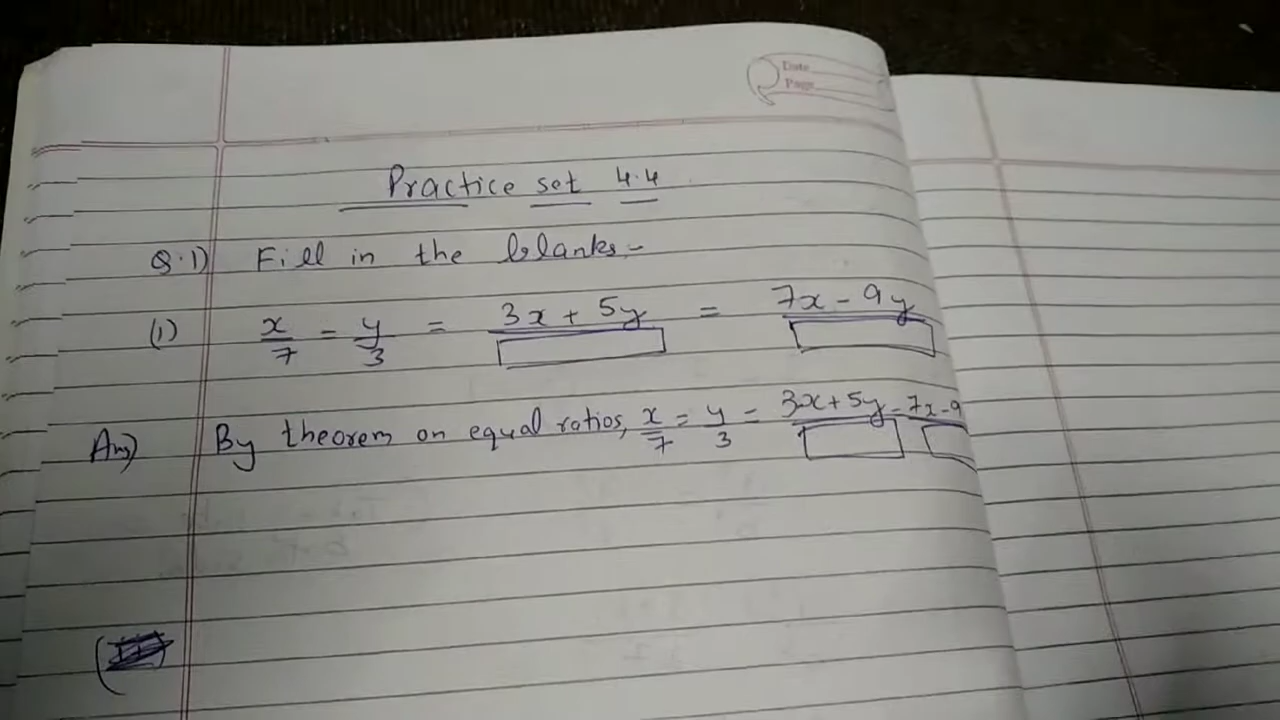 Date
Page
Practice set 4.4
Q.1) Fill in the blanks -
(1) x/7 = y/3 = 3x + 5y/□ = 7x - 9y/□
Ans) By theorem on equal ratios, x/7 = y/3 = 3x+5y/□ = 7x-9/□